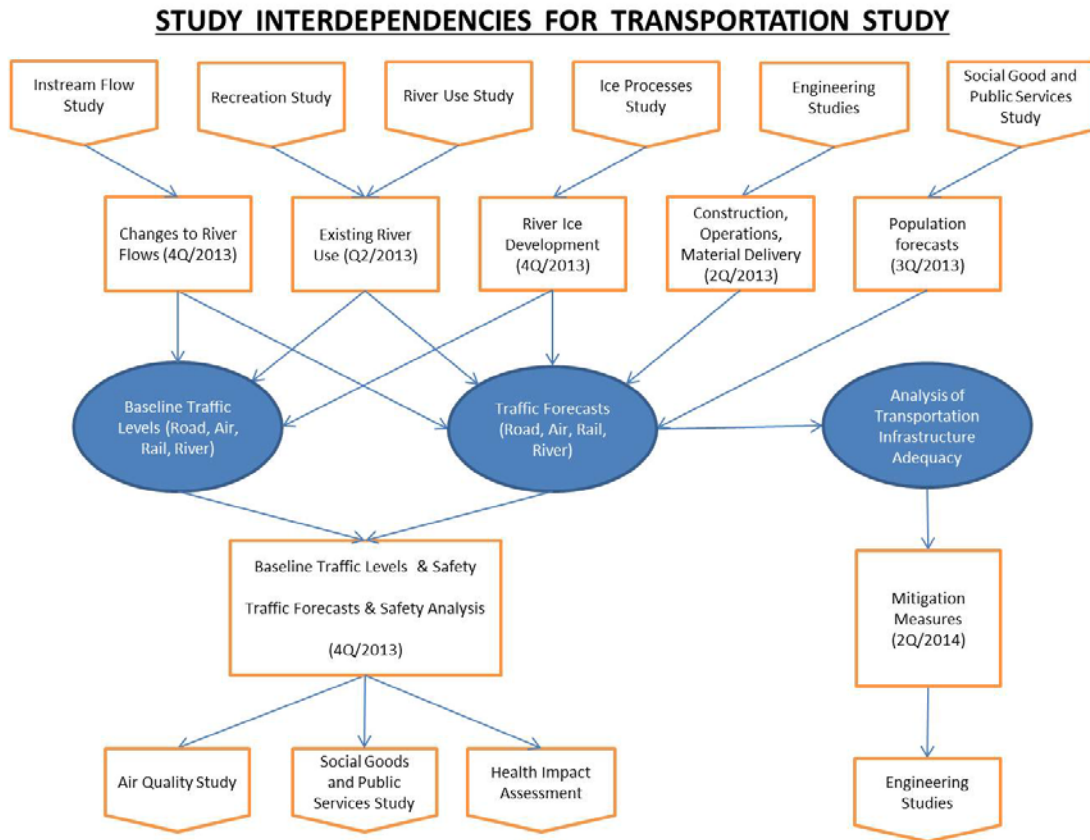 STUDY INTERDEPENDENCIES FOR TRANSPORTATION STUDY
Instream Flow
Study
Recreation Study
River Use Study
Ice Processes
Study
Engineering
Studies
Social Good and
Public Services
Study
Changes to River
Flows (4Q/2013)
Existing River
Use (Q2/2013)
River Ice
Development
(4Q/2013)
Construction,
Operations,
Material Delivery
(2Q/2013)
Population
forecasts
(3Q/2013)
Baseline Traffic
Levels (Road, Air,
Rail, River)
Traffic Forecasts
(Road, Air, Rail,
River)
Analysis of
Transportation
Infrastructure
Adequacy
Baseline Traffic Levels & Safety
Traffic Forecasts & Safety Analysis
(4Q/2013)
Mitigation
Measures
(2Q/2014)
Air Quality Study
Social Goods
and Public
Services Study
Health Impact
Assessment
Engineering
Studies